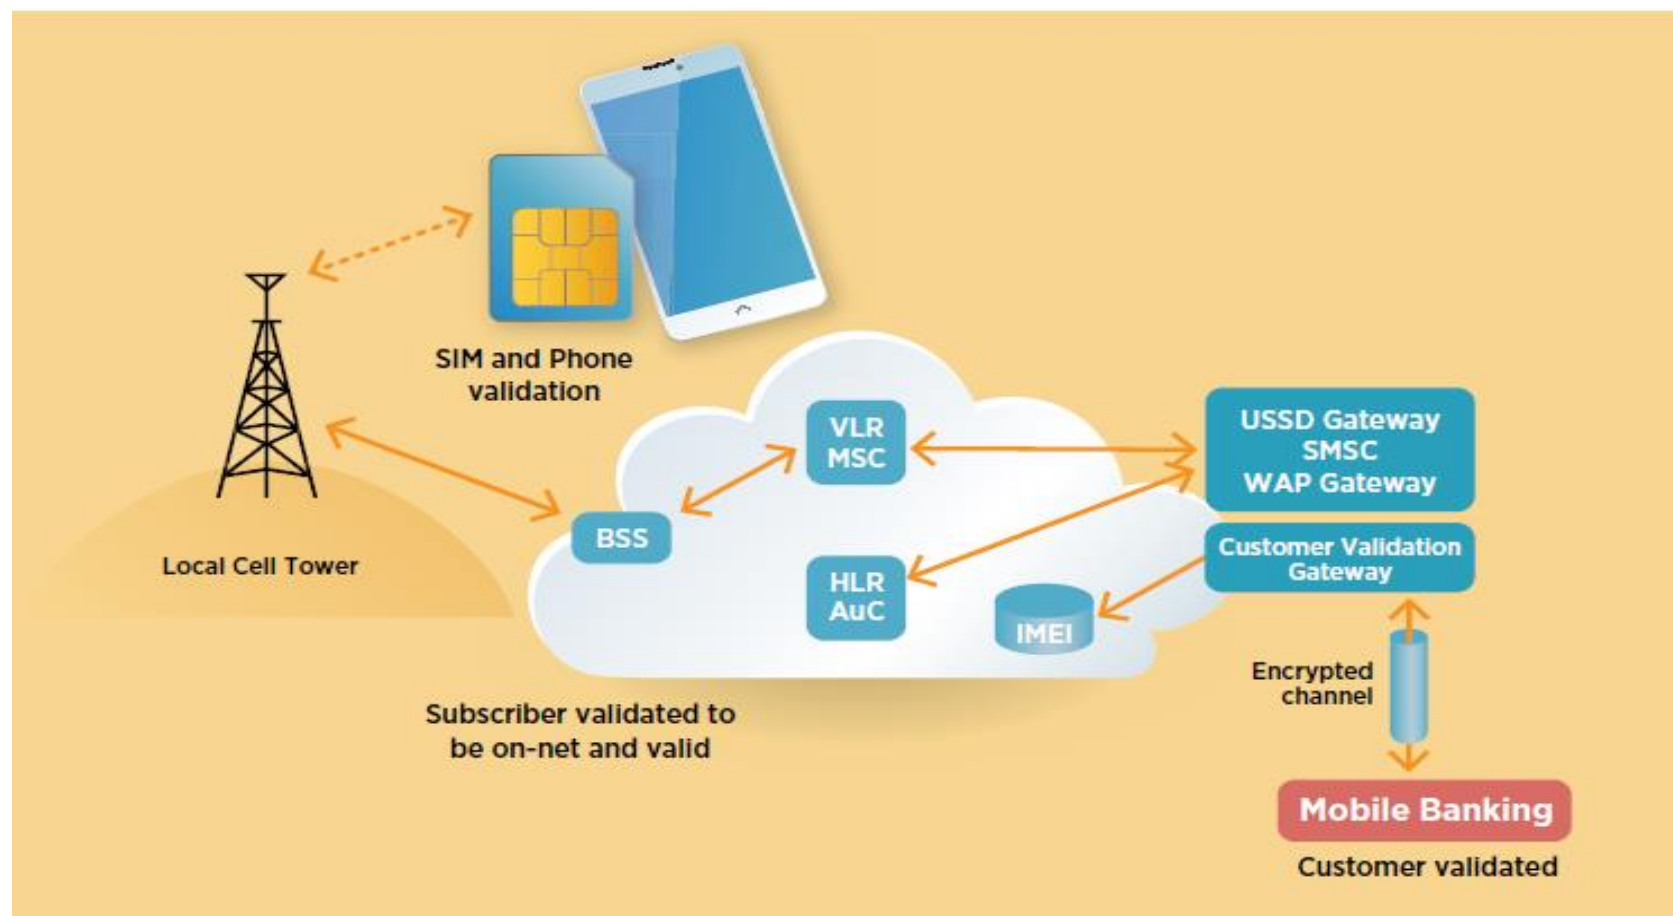 SIM and Phone
validation
Local Cell Tower
BSS
VLR
MSC
HLR
AuC
IMEI
USSD Gateway
SMSC
WAP Gateway
Customer Validation
Gateway
Encrypted
channel
Subscriber validated to
be on-net and valid
Mobile Banking
Customer validated